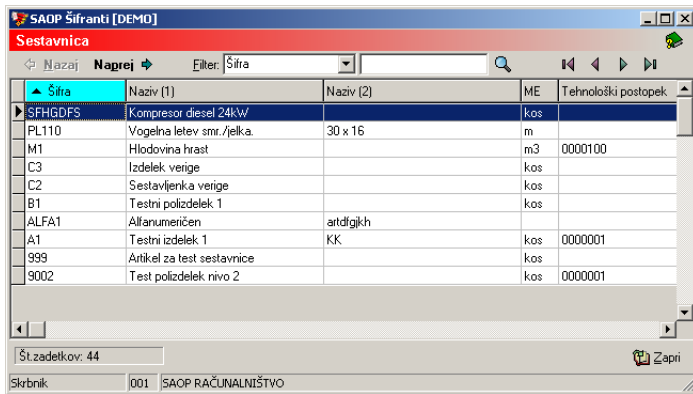 SAOP Šifranti [DEMO]
Sestavnica
Nazaj Naprej Filter: Šifra
Šifra Naziv (1) Naziv (2) ME Tehnološki postopek
SFHGDFS Kompresor diesel 24kW kos
PL110 Vogelna letev smr./jelka. 30 x 16 m
M1 Hlodovina hrast m3 0000100
C3 Izdelek verige kos
C2 Sestavljenka verige kos
B1 Testni polizdelek 1 kos
ALFA1 Alfanumeričen artdfgjkh
A1 Testni izdelek 1 KK kos 0000001
999 Artikel za test sestavnice kos
9002 Test polizdelek nivo 2 kos 0000001
Št.zadetkov: 44 Zapri
Skrbnik 001 SAOP RAČUNALNIŠTVO